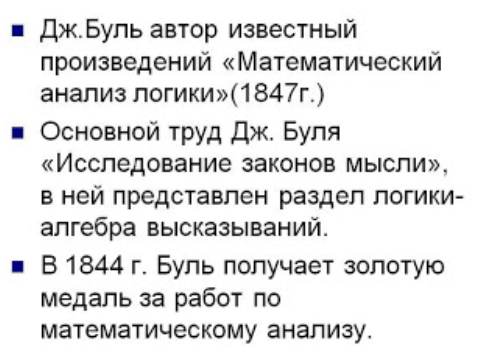 Дж.Буль автор известный
произведений «Математический
анализ логики»(1847г.)
Основной труд Дж. Буля
«Исследование законов мысли»,
в ней представлен раздел логики-
алгебра высказываний.
В 1844 г. Буль получает золотую
медаль за работ по
математическому анализу.